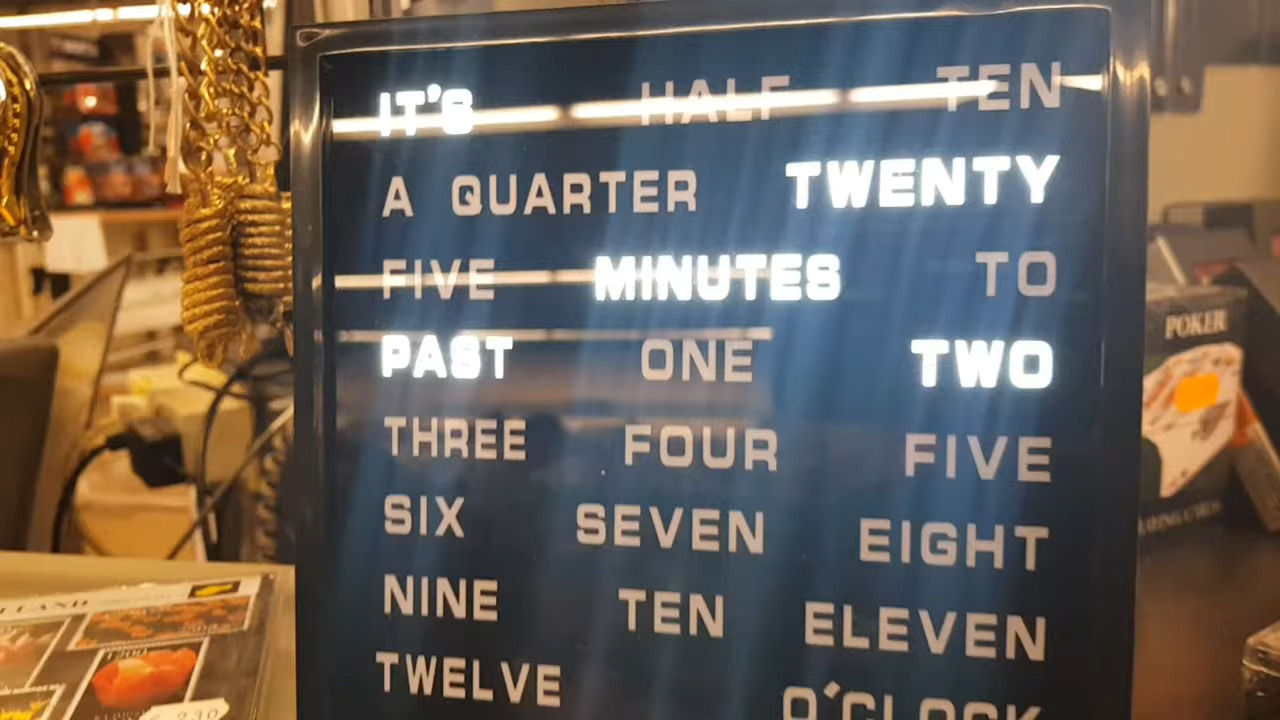 IT'S HALF TEN
A QUARTER TWENTY
FIVE MINUTES TO
PAST ONE TWO
THREE FOUR FIVE
SIX SEVEN EIGHT
NINE TEN ELEVEN
TWELVE O'CLOCK
POKER
1200